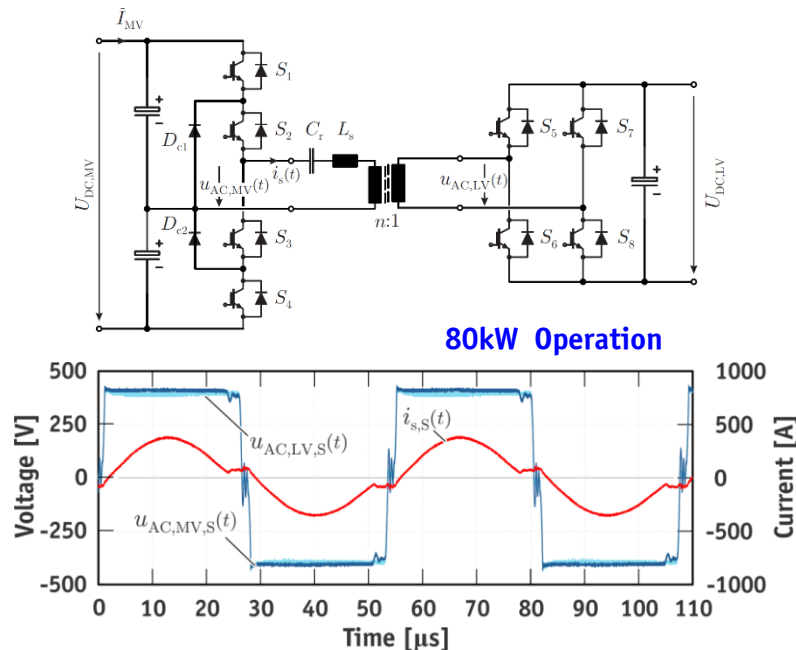 Ī_MV
S_1
S_2
D_c1
C_r
L_s
u_AC,MV(t)
i_s(t)
U_DC,MV
n:1
u_AC,LV(t)
S_5
S_7
U_DC,LV
D_c2
S_3
S_6
S_8
S_4
80kW Operation
500
250
0
-250
-500
Voltage [V]
u_AC,LV,S(t)
i_s,S(t)
u_AC,MV,S(t)
1000
500
0
-500
-1000
Current [A]
0 10 20 30 40 50 60 70 80 90 100 110
Time [µs]